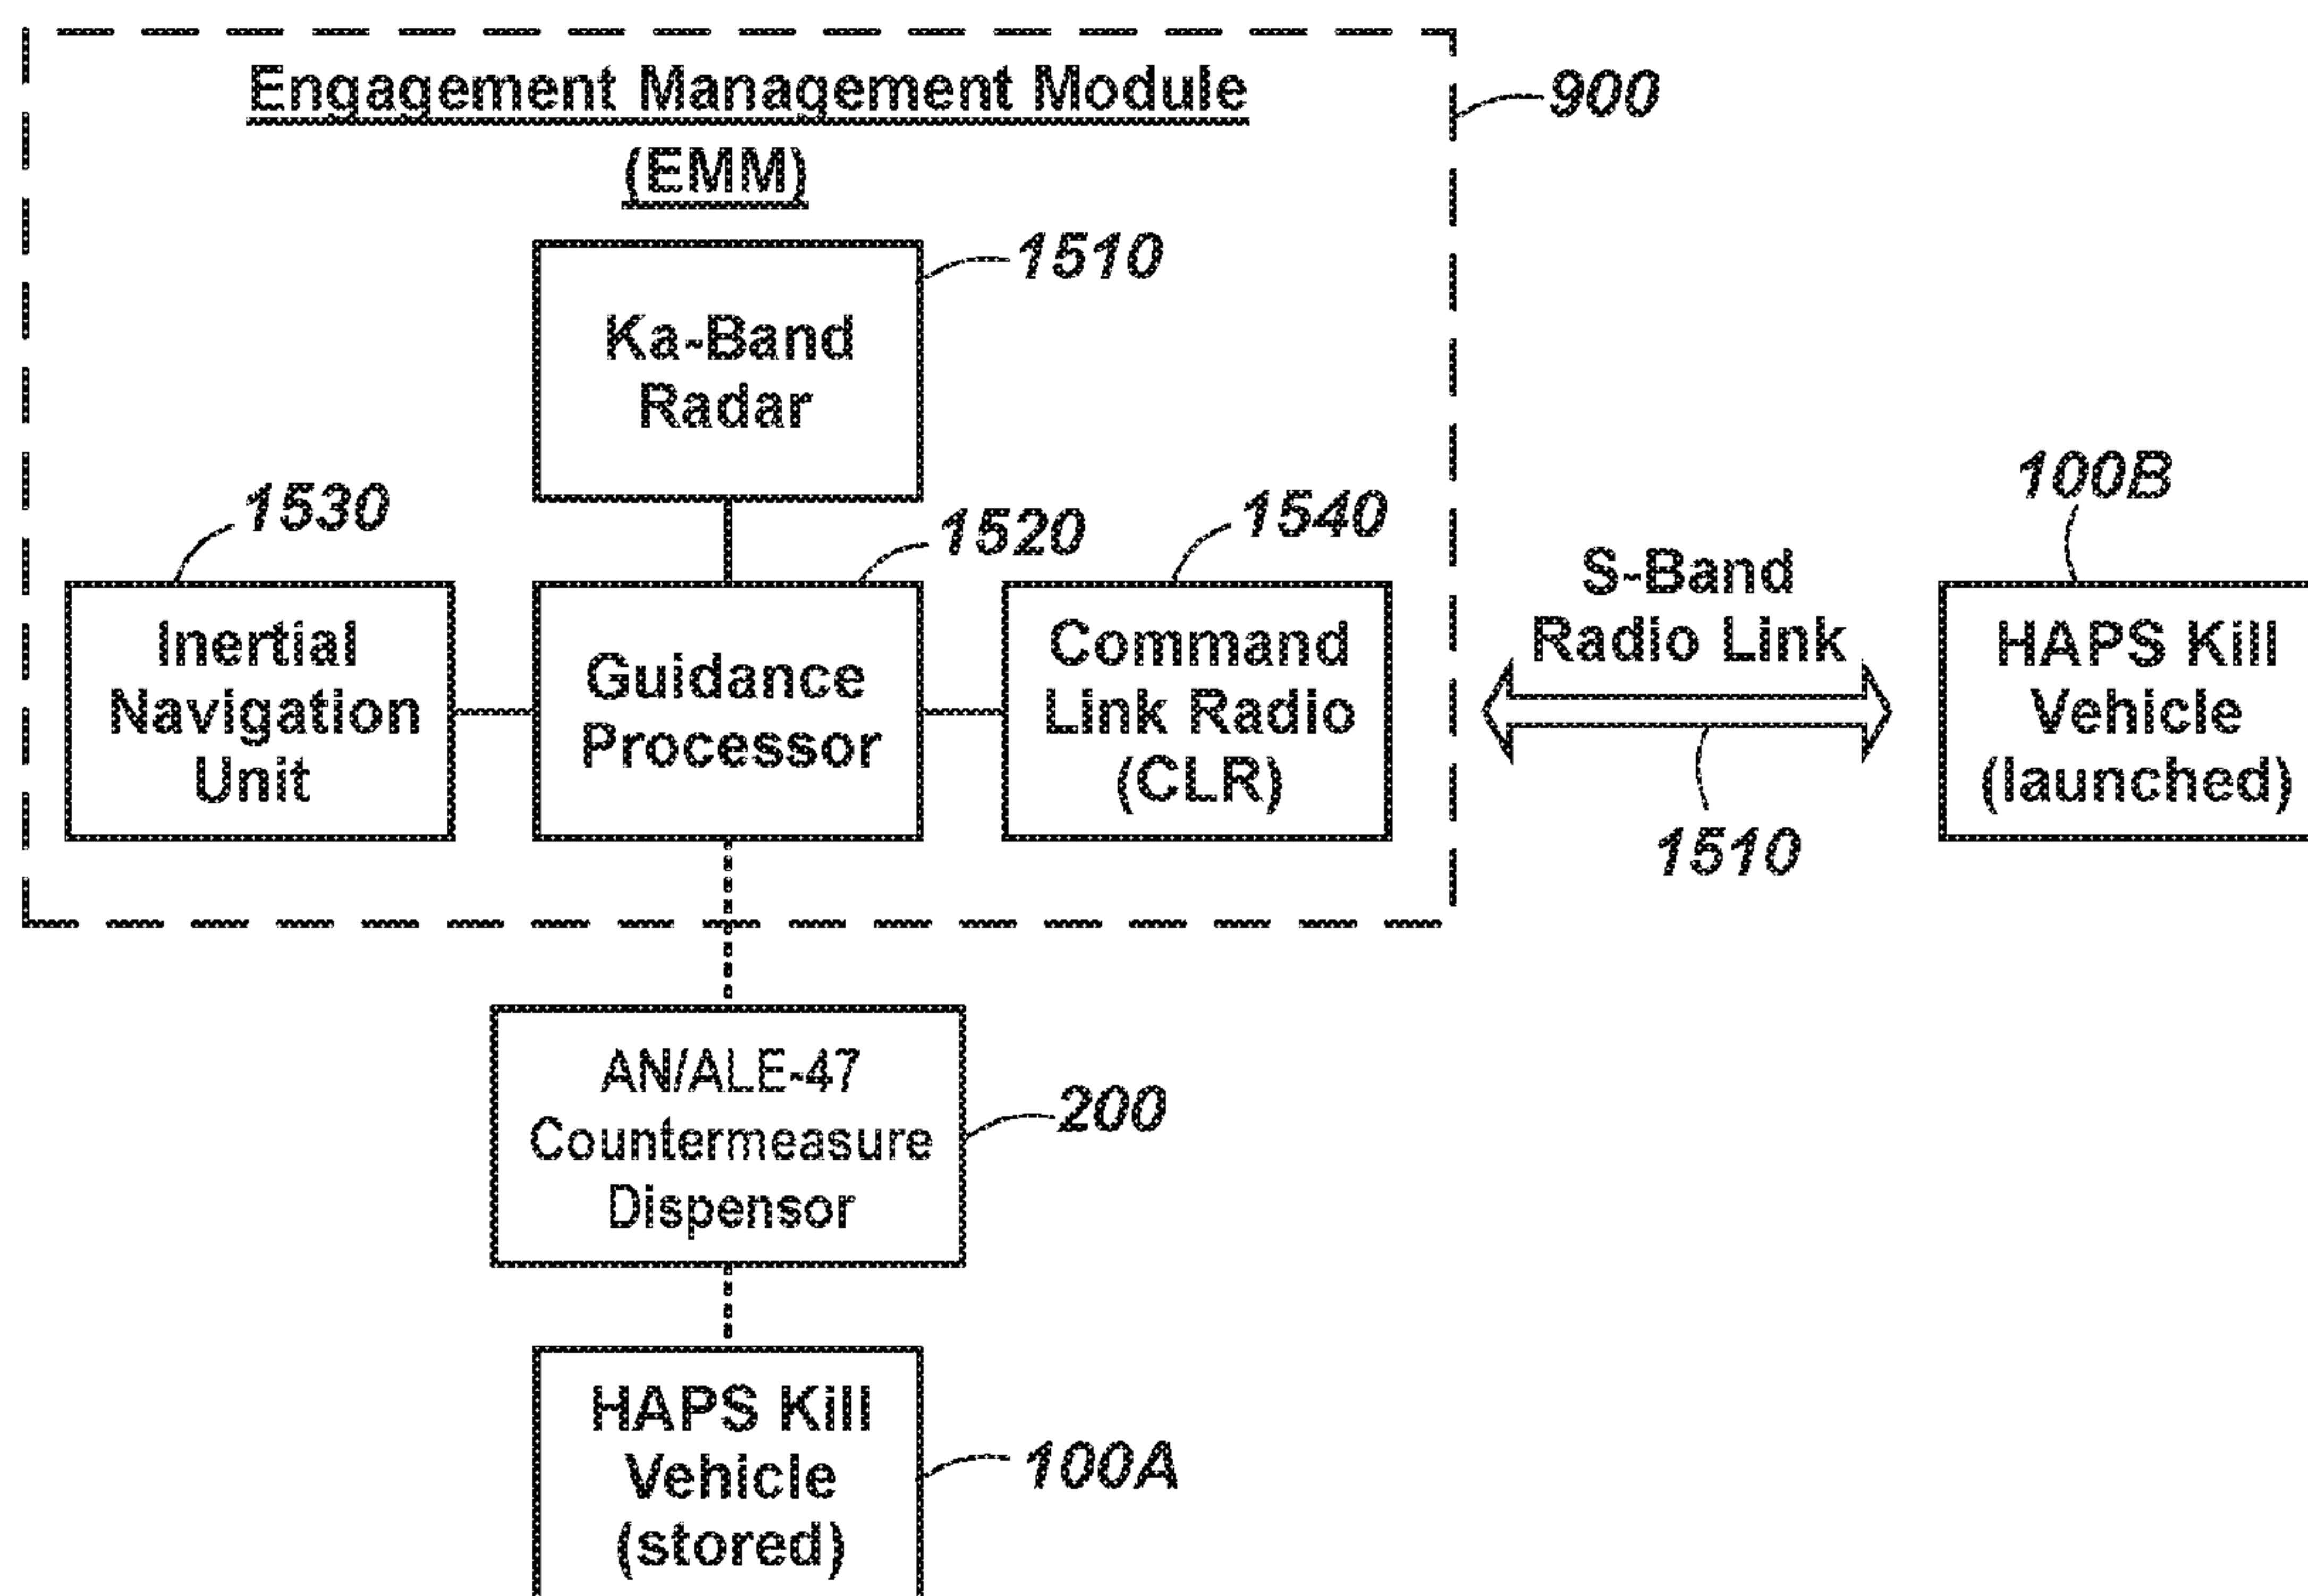 Engagement Management Module
(EMM)
900
1510
Ka-Band
Radar
1530
1520
1540
Inertial
Navigation
Unit
Guidance
Processor
Command
Link Radio
(CLR)
S-Band
Radio Link
1510
100B
HAPS Kill
Vehicle
(launched)
AN/ALE-47
Countermeasure
Dispensor
200
HAPS Kill
Vehicle
(stored)
100A